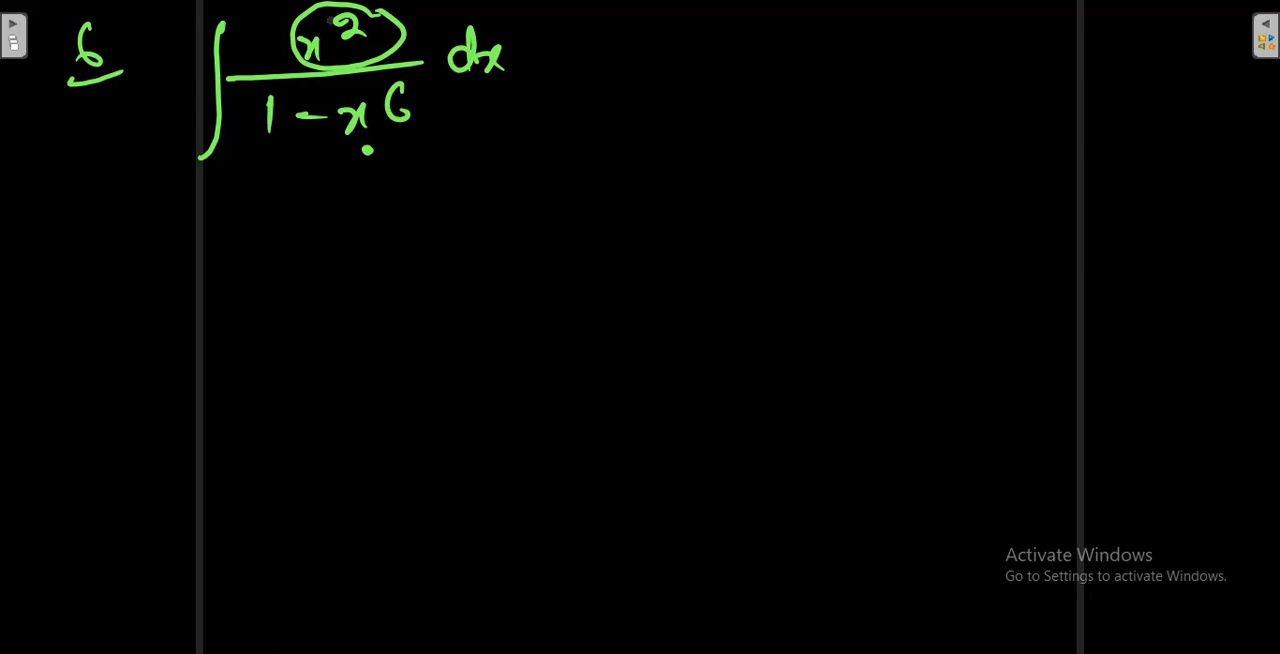 6 ∫ x² / (1 - x⁶) dx
Activate Windows
Go to Settings to activate Windows.